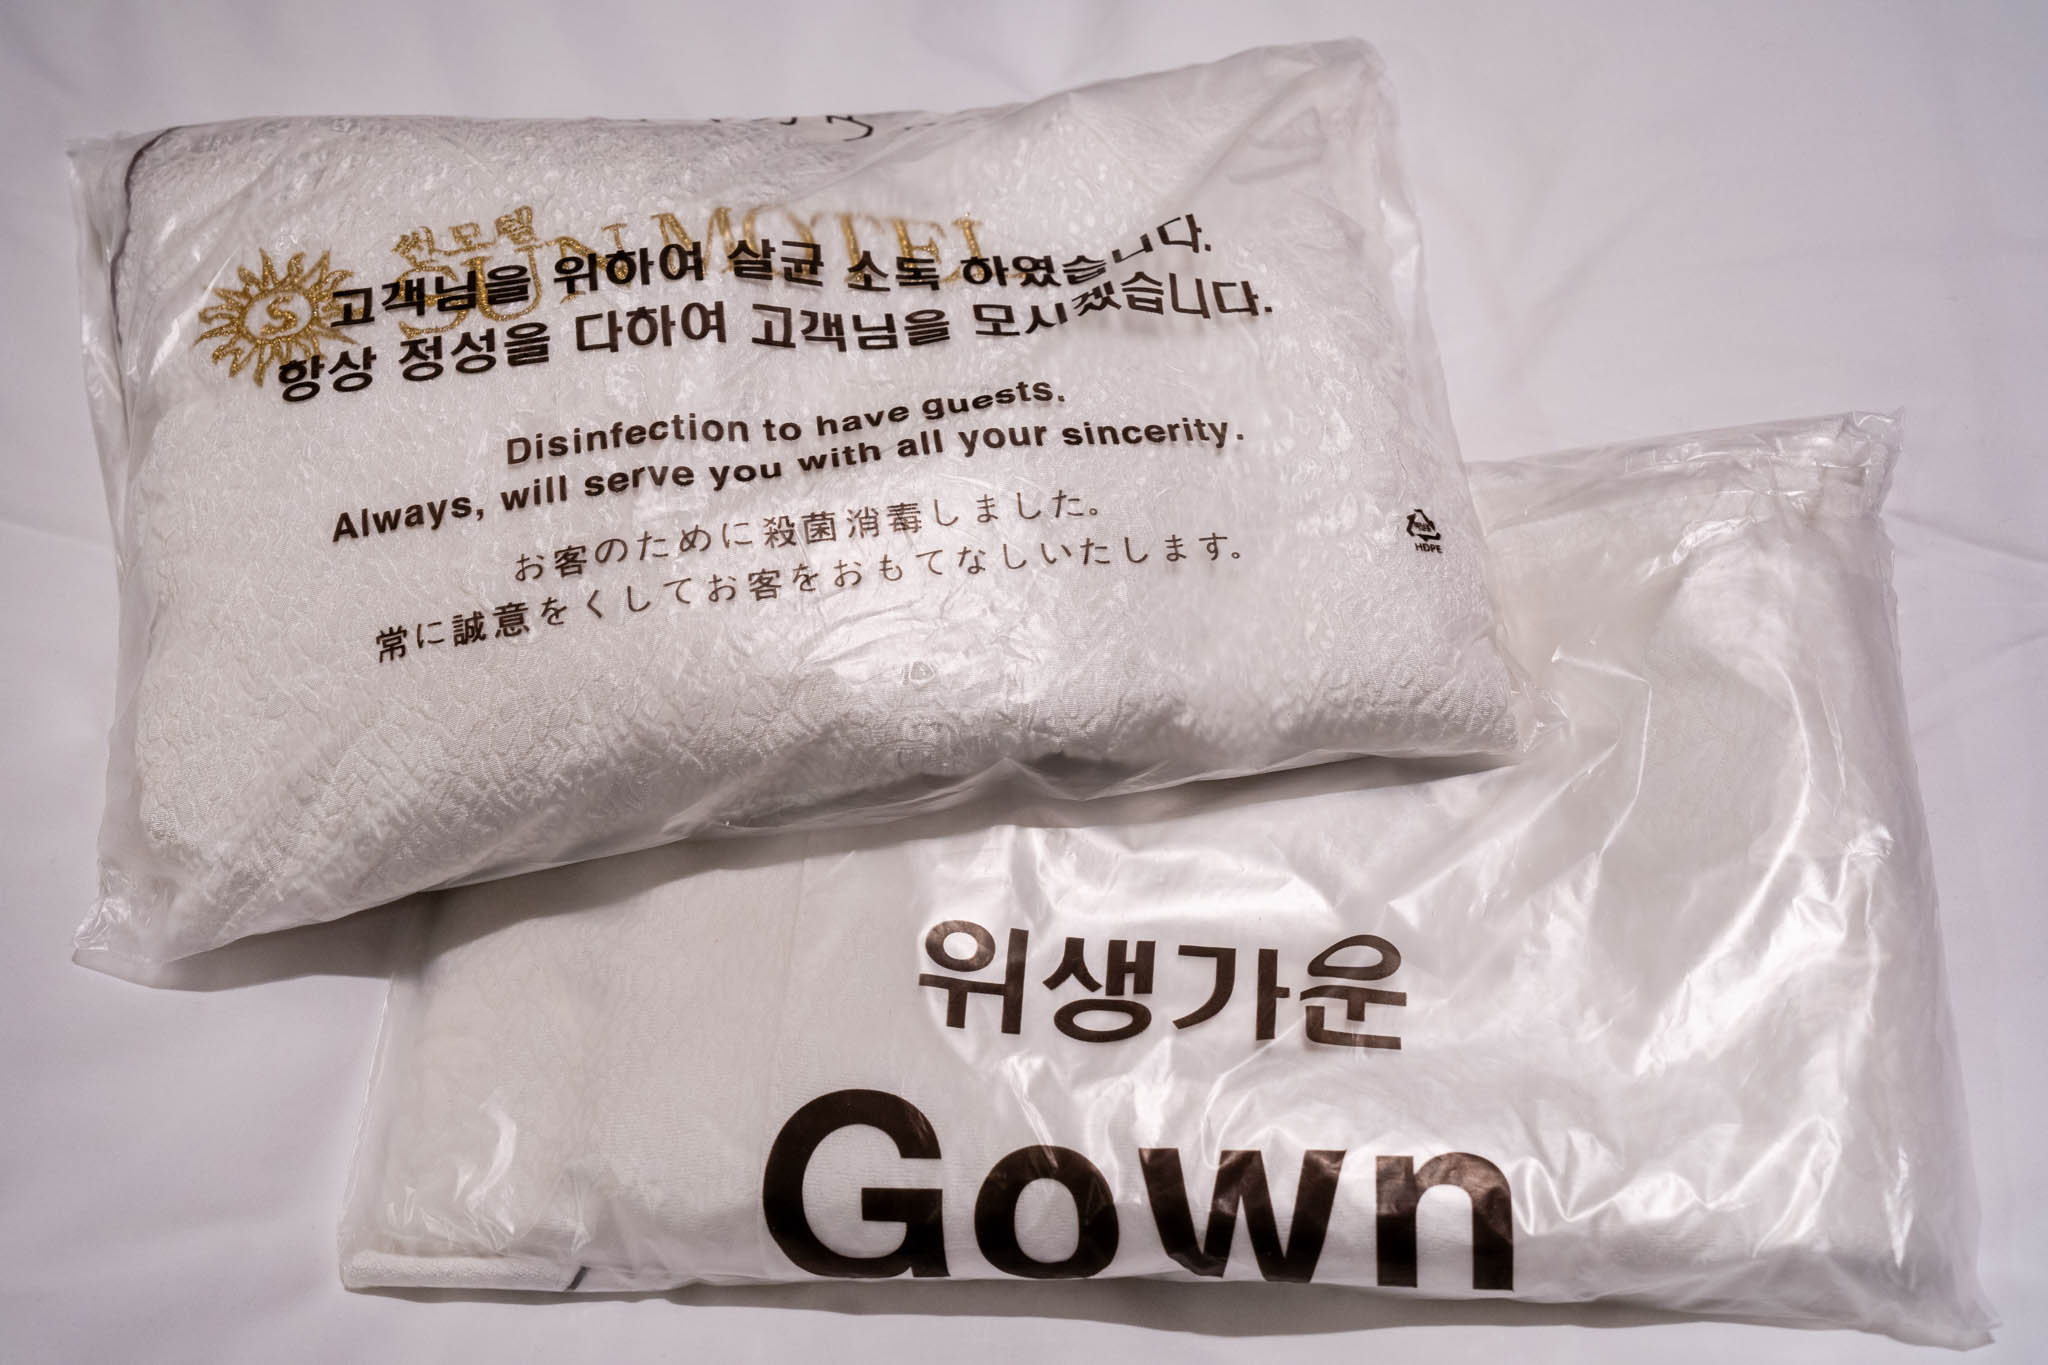 썬모텔
SUN MOTEL
S
고객님을 위하여 살균 소독 하였습니다.
항상 정성을 다하여 고객님을 모시겠습니다.
Disinfection to have guests.
Always, will serve you with all your sincerity.
お客のために殺菌消毒しました。
常に誠意をくしてお客をおもてなしいたします。
HDPE
위생가운
Gown